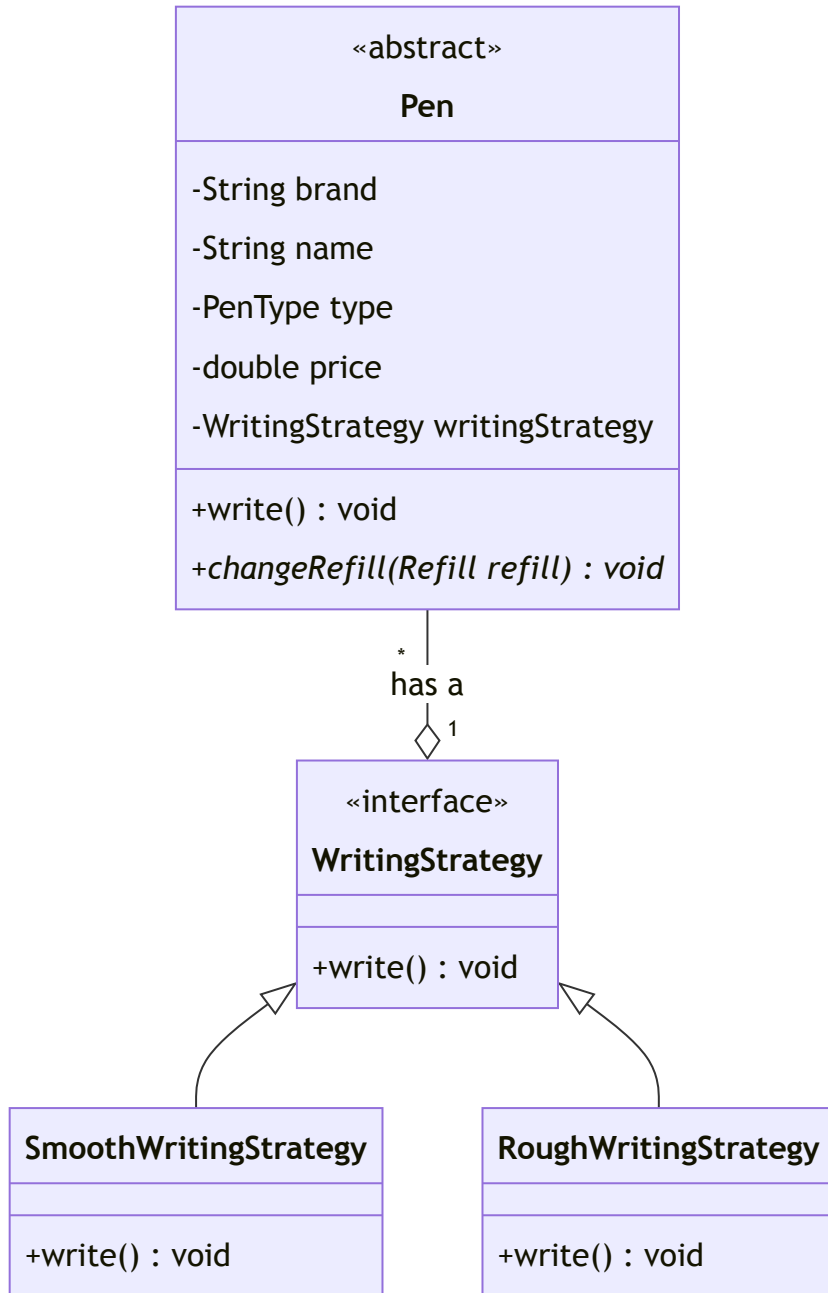 «abstract»
Pen
-String brand
-String name
-PenType type
-double price
-WritingStrategy writingStrategy
+write() : void
+changeRefill(Refill refill) : void
*
has a
1
«interface»
WritingStrategy
+write() : void
SmoothWritingStrategy
+write() : void
RoughWritingStrategy
+write() : void